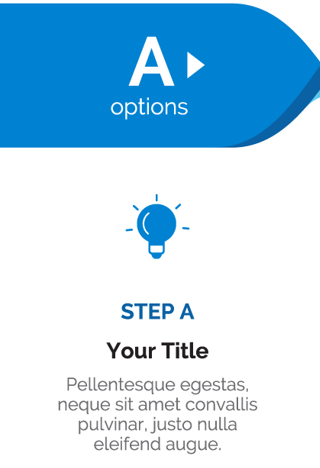 A
options
STEP A
Your Title
Pellentesque egestas,
neque sit amet convallis
pulvinar, justo nulla
eleifend augue.